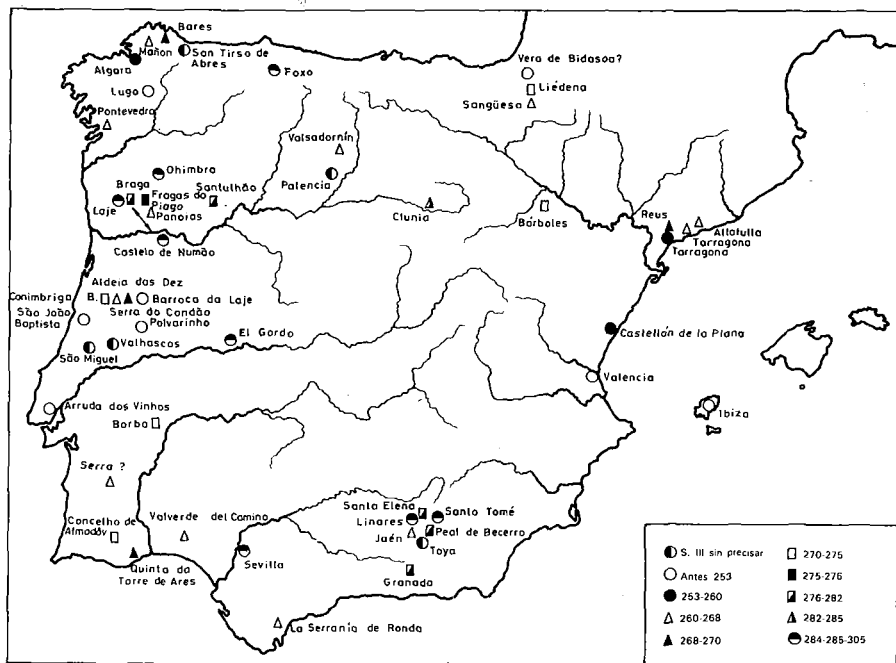 Bares
Mañon
San Tirso de
Abres
Algara
Foxo
Vera de Bidasoa?
Lugo
Liédena
Sangüesa
Pontevedra
Valsadornín
Ohimbra
Palencia
Braga
Fragas do
Piago
Santulhão
Laje
Panoras
Clunia
Bárboles
Reus
Altafulla
Tarragona
Tarragona
Castelo de Numão
Aldeia das Dez
Conimbriga
B.
Barroca da Laje
São João
Baptista
Serra do Condão
Polvarinho
El Gordo
Castellón de la Plana
São Miguel
Valhascos
Valencia
Arruda dos Vinhos
Ibiza
Borba
Serra ?
Santa Elena
Santo Tomé
Concelho de
Almodôv
Valverde del Camino
Linares
Peal de Becerro
Jaén
Toya
Quinta da
Torre de Ares
Sevilla
Granada
La Serranía de Ronda
S. III sin precisar
Antes 253
253-260
260-268
268-270
270-275
275-276
276-282
282-285
284-285-305